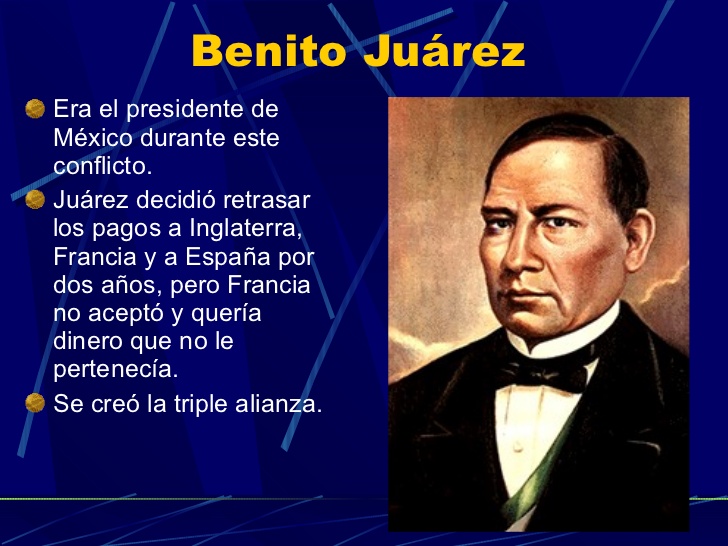 Benito Juárez
Era el presidente de
México durante este
conflicto.
Juárez decidió retrasar
los pagos a Inglaterra,
Francia y a España por
dos años, pero Francia
no aceptó y quería
dinero que no le
pertenecía.
Se creó la triple alianza.